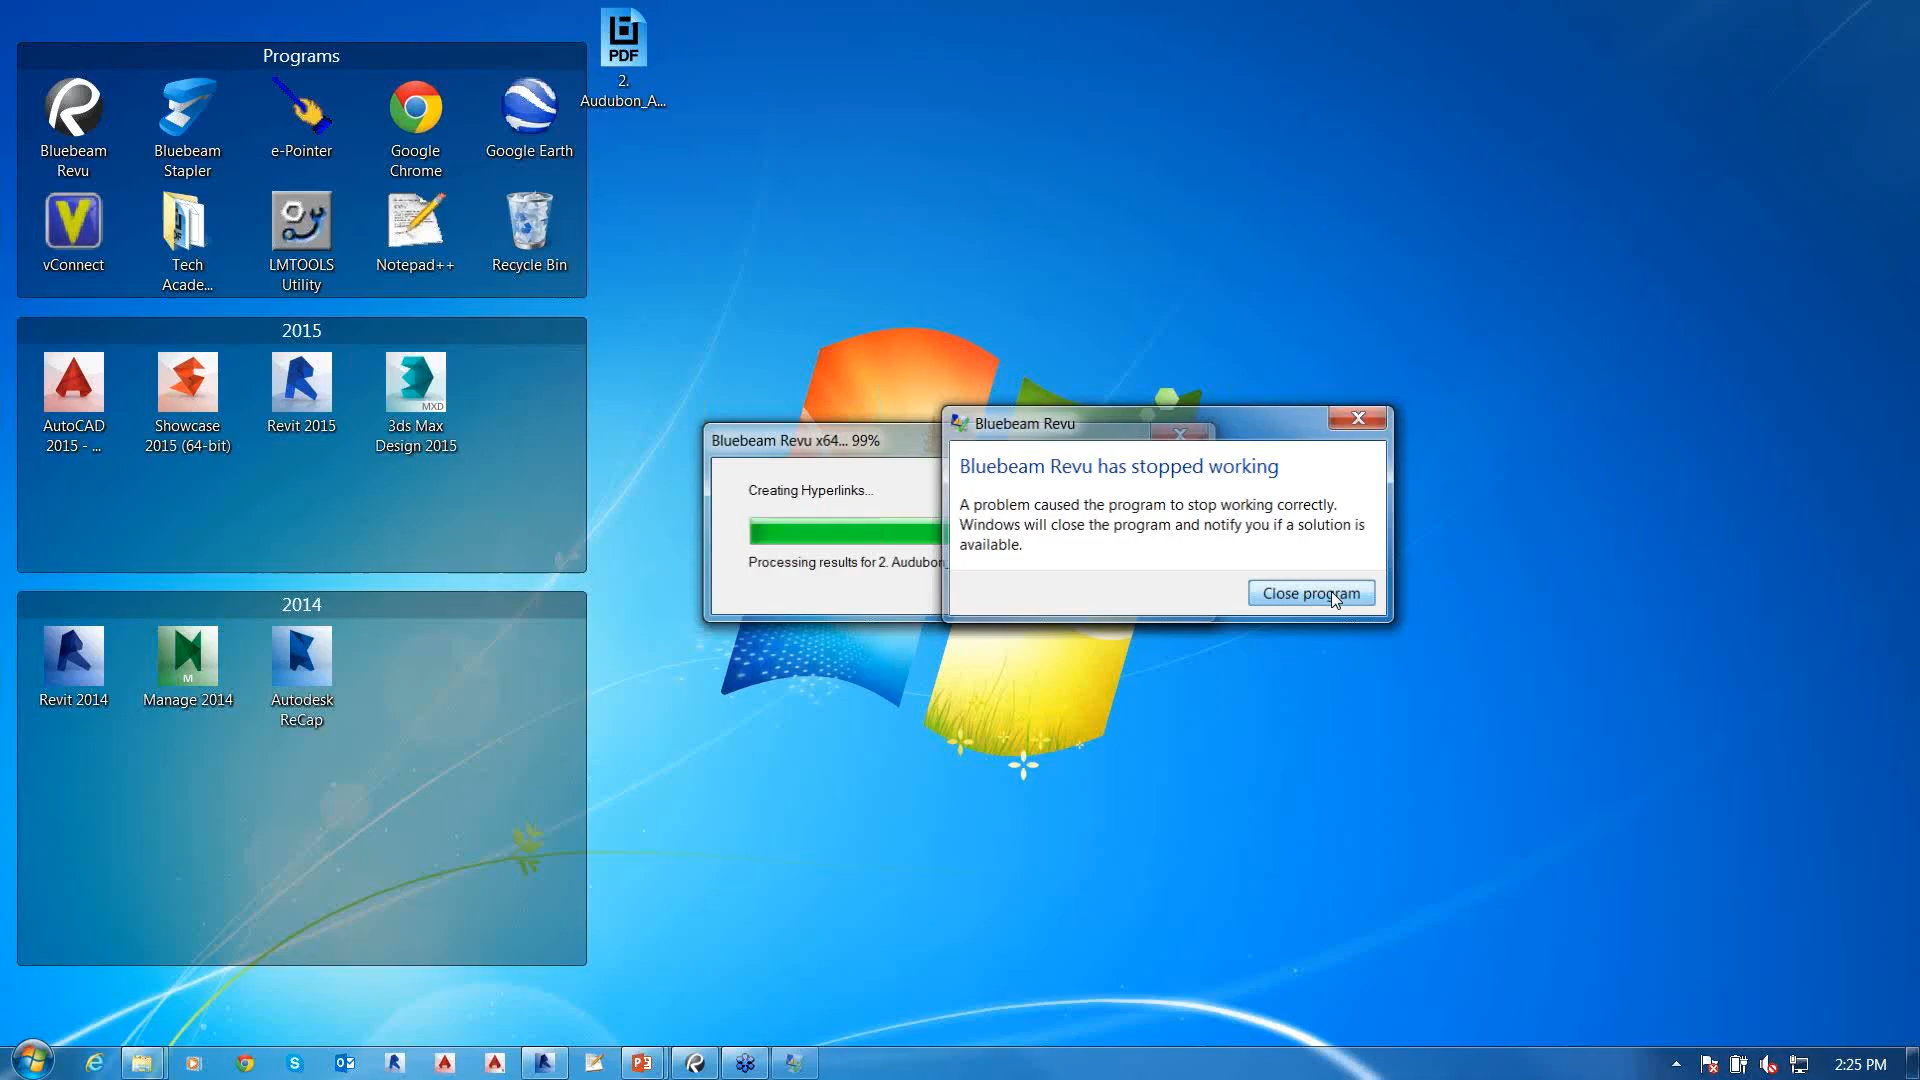 Programs
Bluebeam
Revu
Bluebeam
Stapler
e-Pointer
Google
Chrome
Google Earth
PDF
2.
Audubon_A...
vConnect
Tech
Acade...
LMTOOLS
Utility
Notepad++
Recycle Bin
2015
AutoCAD
2015 - ...
Showcase
2015 (64-bit)
Revit 2015
MXD
3ds Max
Design 2015
2014
Revit 2014
M
Manage 2014
Autodesk
ReCap
Bluebeam Revu x64... 99%
Creating Hyperlinks...
Processing results for 2. Audubon_
Bluebeam Revu
Bluebeam Revu has stopped working
A problem caused the program to stop working correctly.
Windows will close the program and notify you if a solution is
available.
Close program
2:25 PM